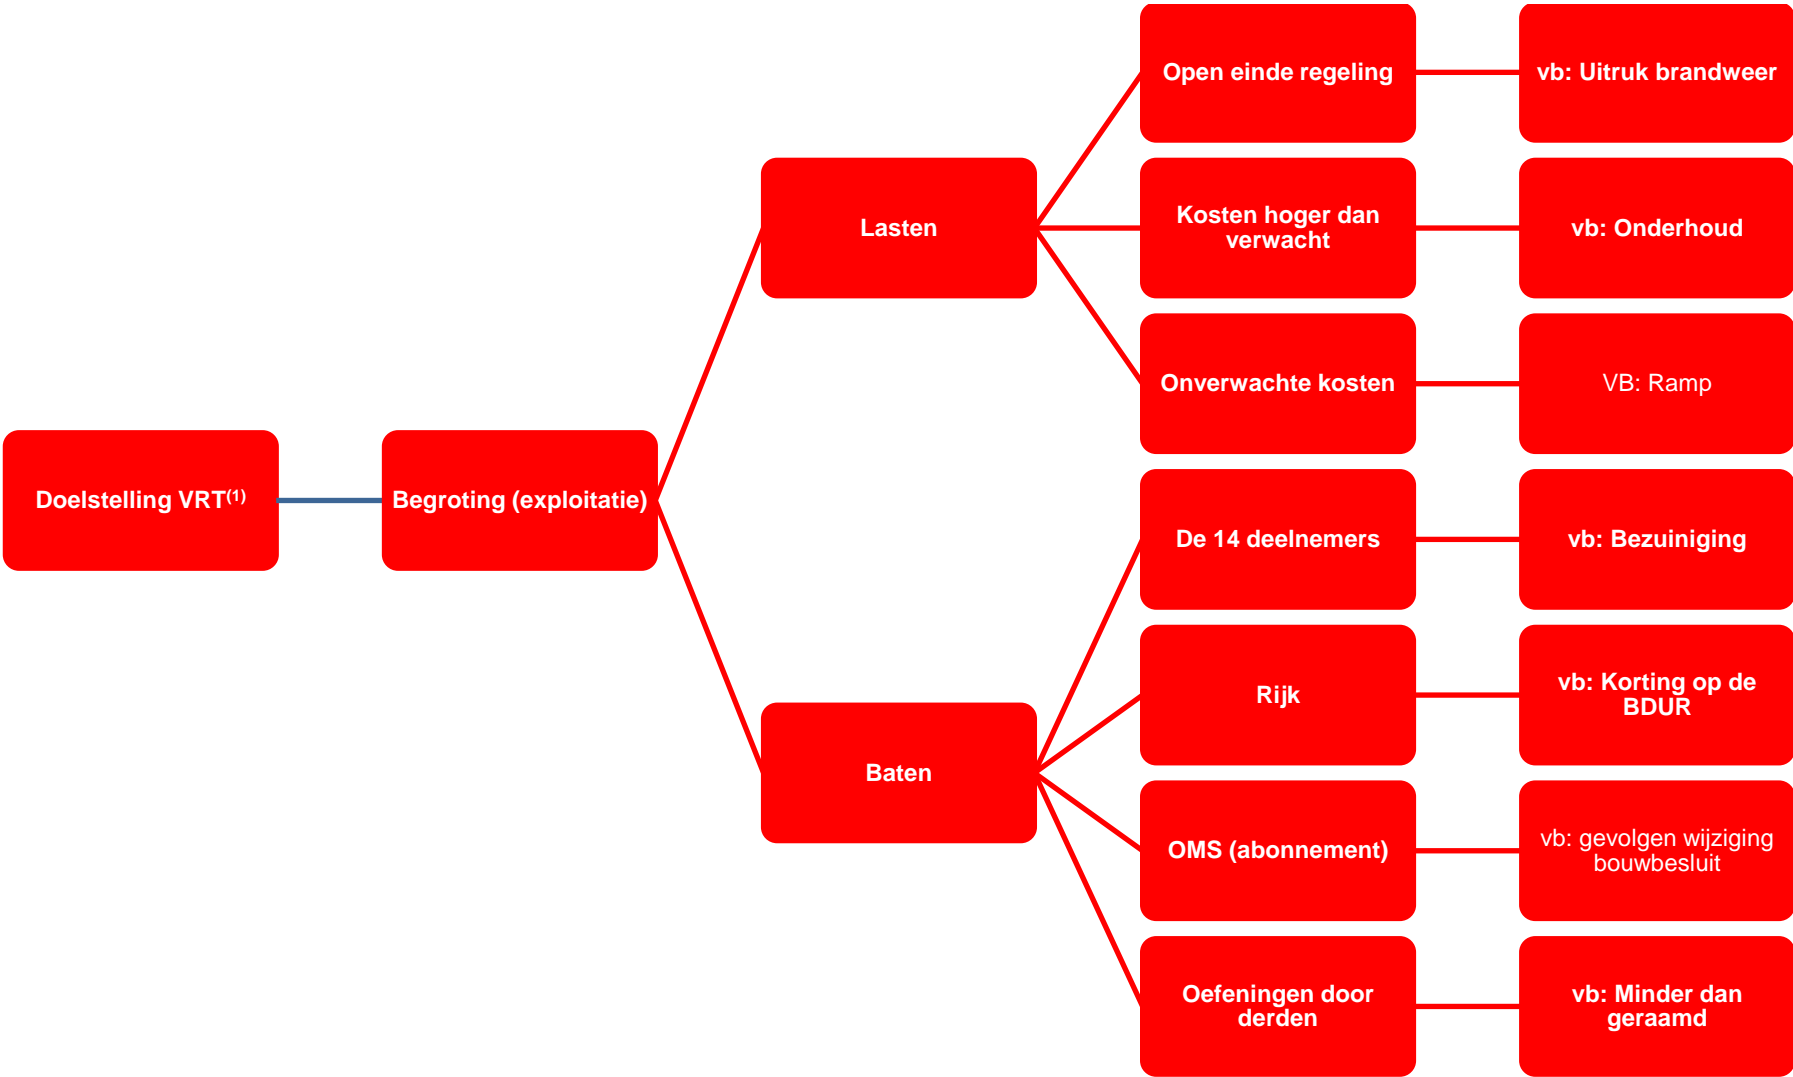 Open einde regeling
vb: Uitruk brandweer
Lasten
Kosten hoger dan
verwacht
vb: Onderhoud
Onverwachte kosten
VB: Ramp
Doelstelling VRT(1)
Begroting (exploitatie)
De 14 deelnemers
vb: Bezuiniging
Rijk
vb: Korting op de
BDUR
Baten
OMS (abonnement)
vb: gevolgen wijziging
bouwbesluit
Oefeningen door
derden
vb: Minder dan
geraamd